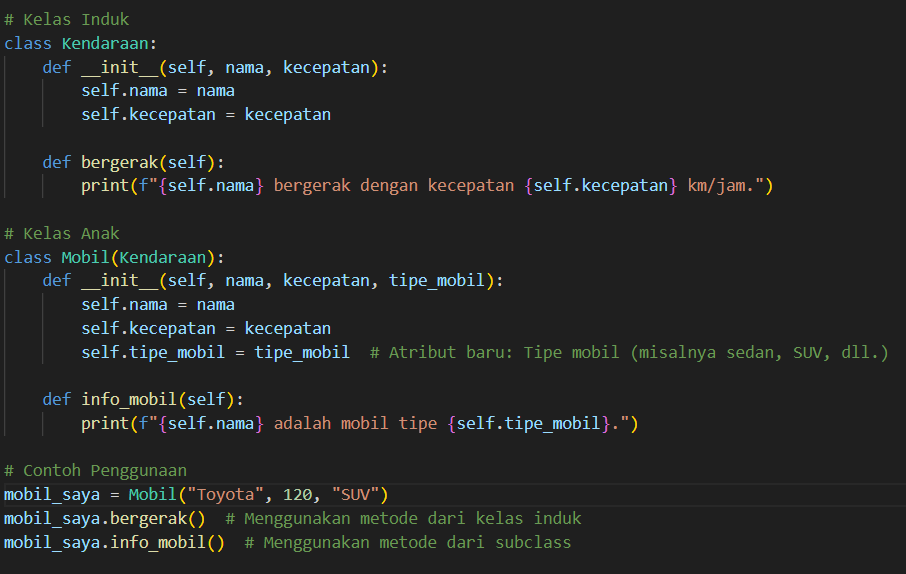 # Kelas Induk
class Kendaraan:
    def __init__(self, nama, kecepatan):
        self.nama = nama
        self.kecepatan = kecepatan
    def bergerak(self):
        print(f"{self.nama} bergerak dengan kecepatan {self.kecepatan} km/jam.")
# Kelas Anak
class Mobil(Kendaraan):
    def __init__(self, nama, kecepatan, tipe_mobil):
        self.nama = nama
        self.kecepatan = kecepatan
        self.tipe_mobil = tipe_mobil  # Atribut baru: Tipe mobil (misalnya sedan, SUV, dll.)
    def info_mobil(self):
        print(f"{self.nama} adalah mobil tipe {self.tipe_mobil}.")
# Contoh Penggunaan
mobil_saya = Mobil("Toyota", 120, "SUV")
mobil_saya.bergerak()  # Menggunakan metode dari kelas induk
mobil_saya.info_mobil()  # Menggunakan metode dari subclass